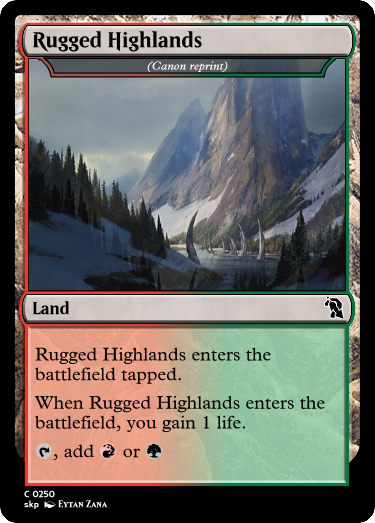 Rugged Highlands
(Canon reprint)
Land
Rugged Highlands enters the
battlefield tapped.
When Rugged Highlands enters the
battlefield, you gain 1 life.
, add or
C 0250
skp EYTAN ZANA